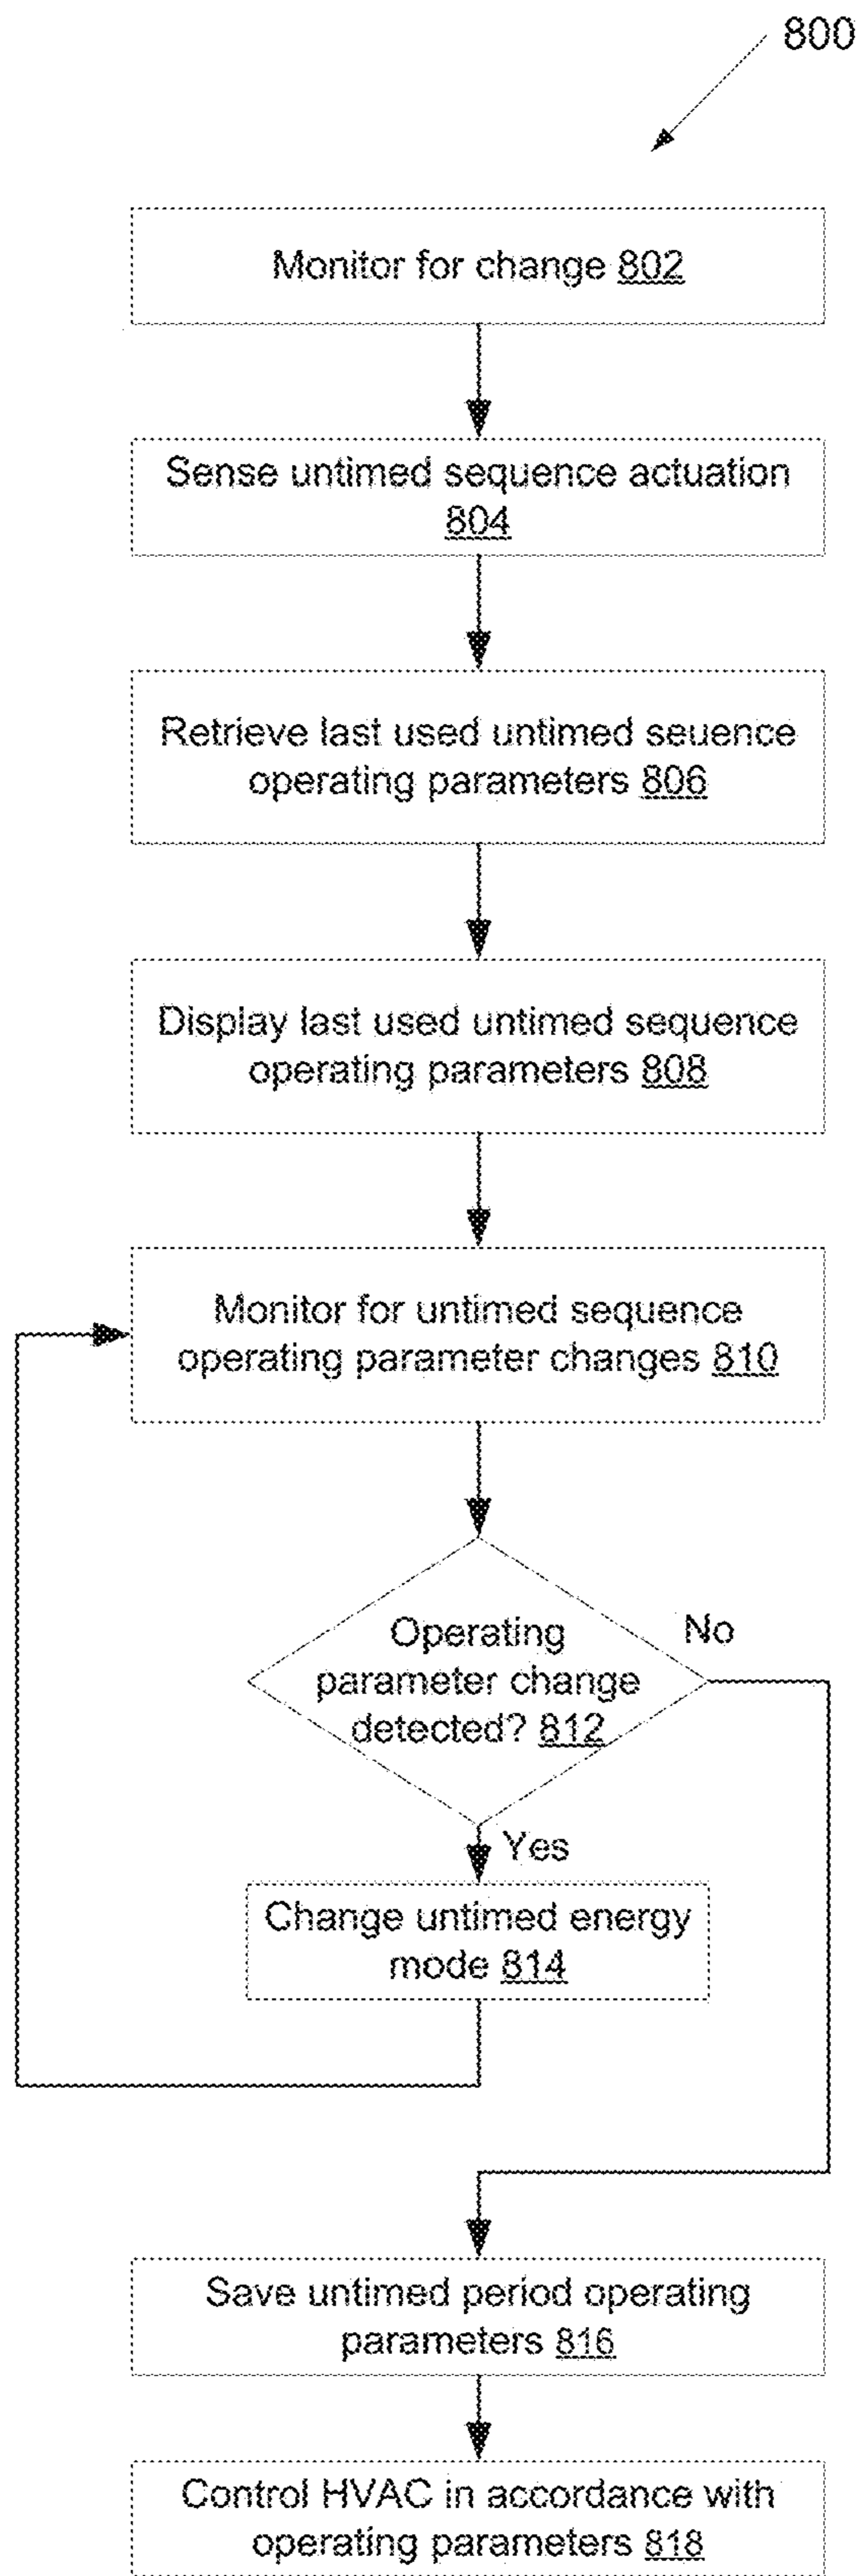 800
Monitor for change 802
Sense untimed sequence actuation
804
Retrieve last used untimed seuence
operating parameters 806
Display last used untimed sequence
operating parameters 808
Monitor for untimed sequence
operating parameter changes 810
Operating
parameter change
detected? 812
No
Yes
Change untimed energy
mode 814
Save untimed period operating
parameters 816
Control HVAC in accordance with
operating parameters 818